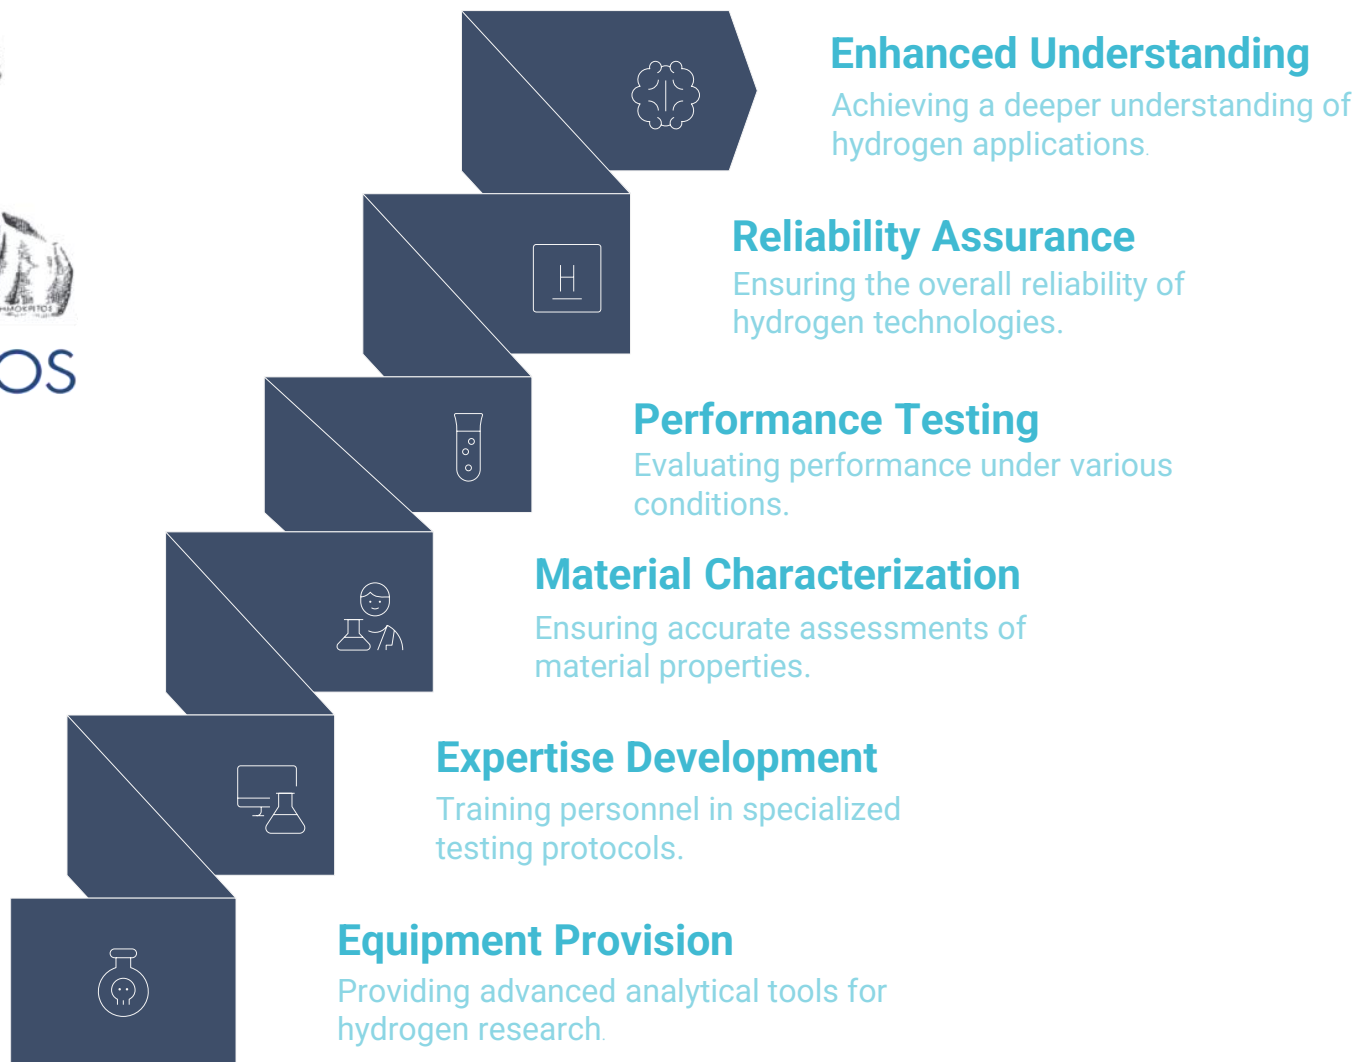 Enhanced Understanding
Achieving a deeper understanding of
hydrogen applications.
H
Reliability Assurance
Ensuring the overall reliability of
hydrogen technologies.
OS
Performance Testing
Evaluating performance under various
conditions.
Material Characterization
Ensuring accurate assessments of
material properties.
Expertise Development
Training personnel in specialized
testing protocols.
Equipment Provision
Providing advanced analytical tools for
hydrogen research.